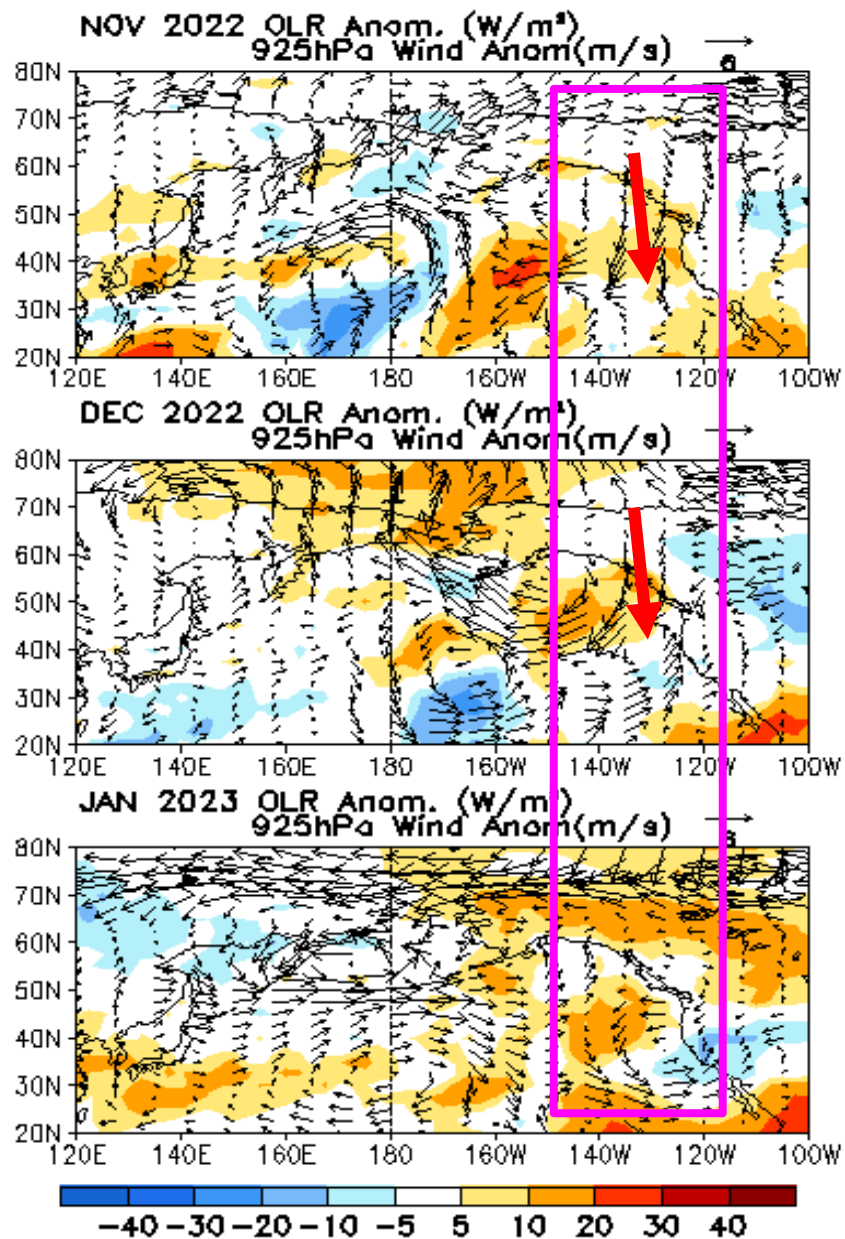 NOV 2022 OLR Anom. (W/m²)
925hPa Wind Anom(m/s)
6
80N
70N
60N
50N
40N
30N
20N
120E 140E 160E 180 160W 140W 120W 100W
DEC 2022 OLR Anom. (W/m²)
925hPa Wind Anom(m/s)
80N
70N
60N
50N
40N
30N
20N
120E 140E 160E 180 160W 140W 120W 100W
JAN 2023 OLR Anom. (W/m²)
925hPa Wind Anom(m/s)
80N
70N
60N
50N
40N
30N
20N
120E 140E 160E 180 160W 140W 120W 100W
-40 -30 -20 -10 -5 5 10 20 30 40